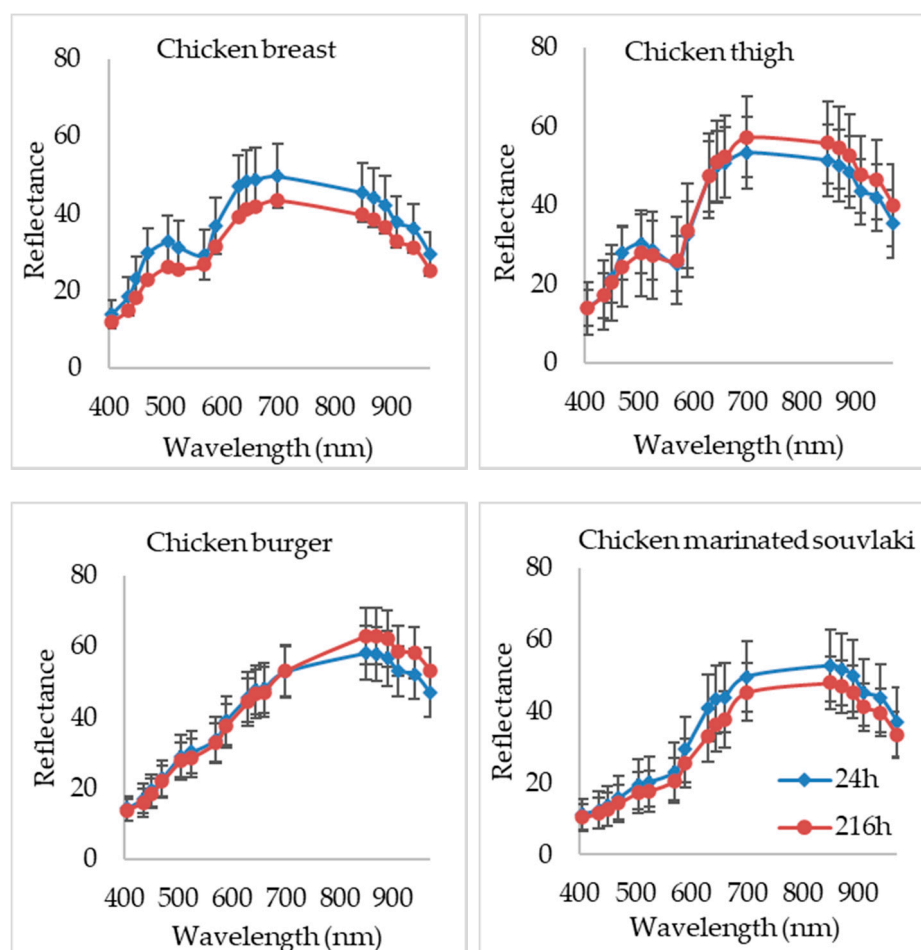 Chicken breast
80
60
40
20
0
Reflectance
400 500 600 700 800 900
Wavelength (nm)
Chicken thigh
80
60
40
20
0
Reflectance
400 500 600 700 800 900
Wavelength (nm)
Chicken burger
80
60
40
20
0
Reflectance
400 500 600 700 800 900
Wavelength (nm)
Chicken marinated souvlaki
80
60
40
20
0
Reflectance
24h
216h
400 500 600 700 800 900
Wavelength (nm)